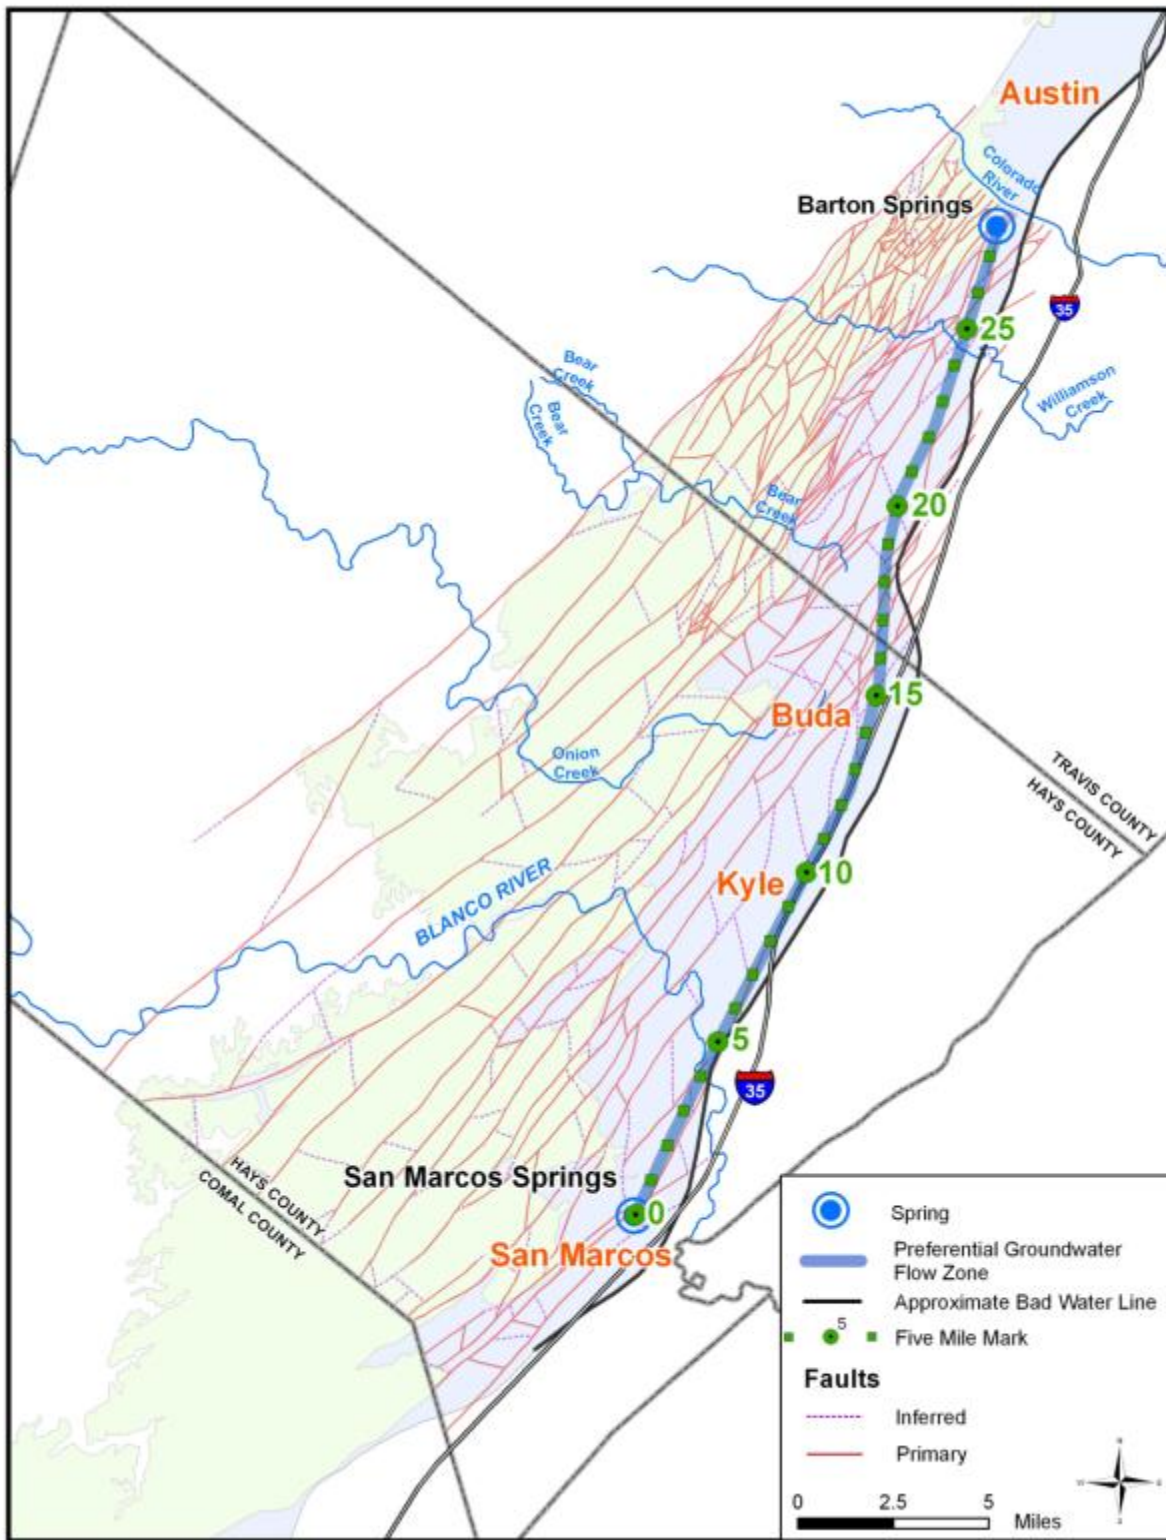 Austin
Colorado
River
Barton Springs
35
25
Bear
Creek
Williamson
Creek
Bear
Creek
20
Bear
Creek
15
Buda
Onion
Creek
TRAVIS COUNTY
HAYS COUNTY
10
Kyle
BLANCO RIVER
5
35
HAYS COUNTY
COMAL COUNTY
San Marcos Springs
0
San Marcos
Spring
Preferential Groundwater
Flow Zone
Approximate Bad Water Line
5
Five Mile Mark
Faults
Inferred
Primary
N
W E
S
0 2.5 5
Miles